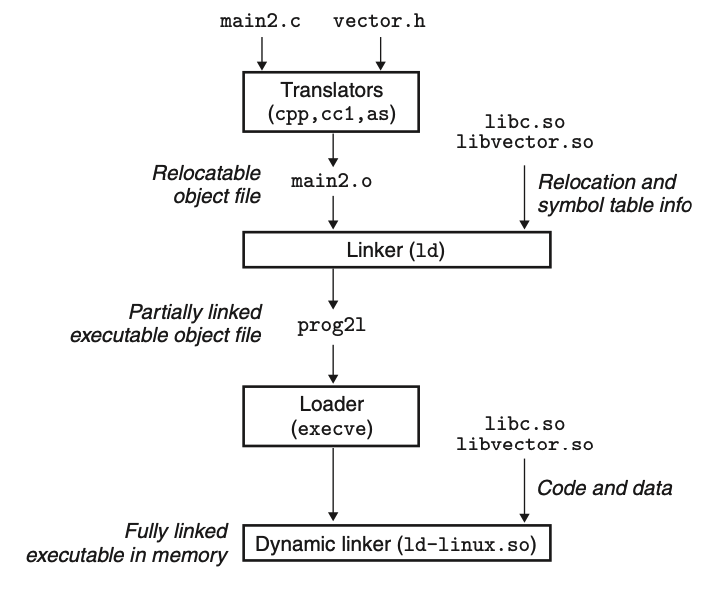 main2.c vector.h
Translators
(cpp,cc1,as)
libc.so
libvector.so
Relocatable
object file
main2.o
Relocation and
symbol table info
Linker (ld)
Partially linked
executable object file
prog2l
Loader
(execve)
libc.so
libvector.so
Code and data
Fully linked
executable in memory
Dynamic linker (ld-linux.so)